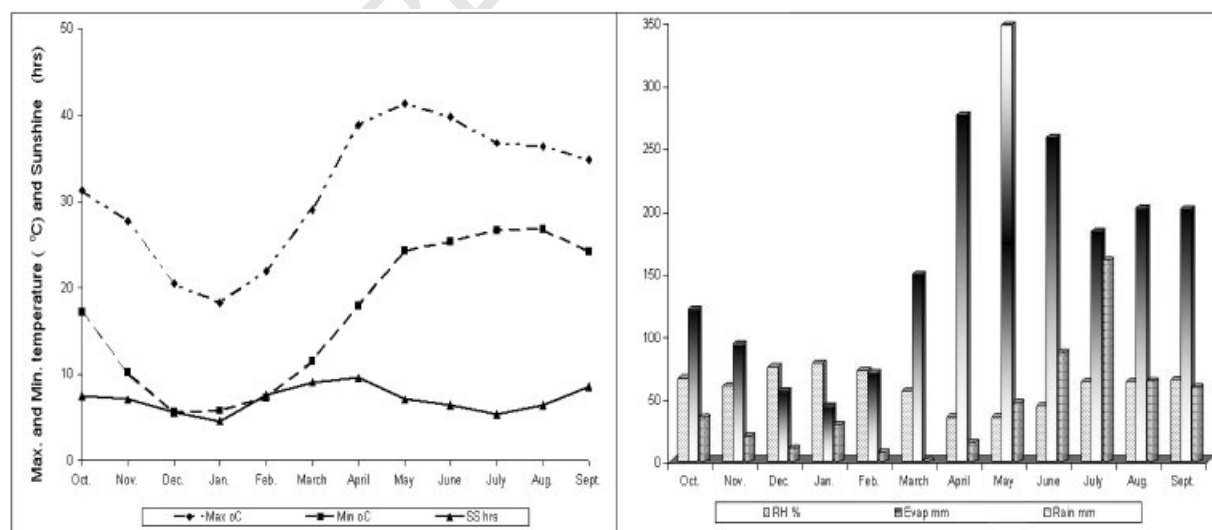 Max. and Min. temperature ( °C) and Sunshine (hrs)
50
40
30
20
10
0
Oct. Nov. Dec. Jan. Feb. March April May June July Aug. Sept.
Max oC Min oC SS hrs
350
300
250
200
150
100
50
0
Oct. Nov. Dec. Jan. Feb. March April May June July Aug. Sept.
RH % Evap mm Rain mm